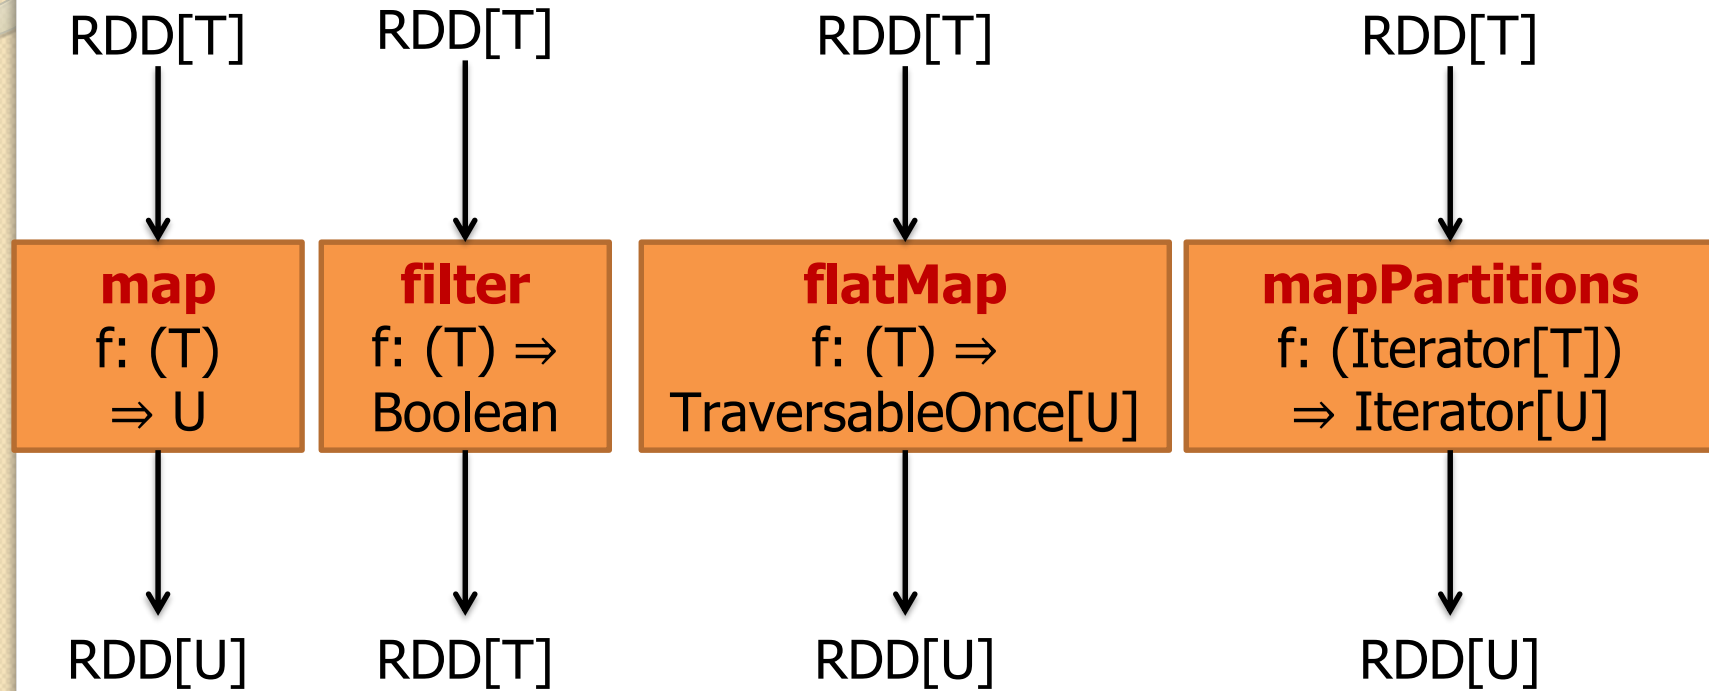 RDD[T]
RDD[T]
RDD[T]
RDD[T]
map
f: (T)
⇒ U
filter
f: (T) ⇒
Boolean
flatMap
f: (T) ⇒
TraversableOnce[U]
mapPartitions
f: (Iterator[T])
⇒ Iterator[U]
RDD[U]
RDD[T]
RDD[U]
RDD[U]